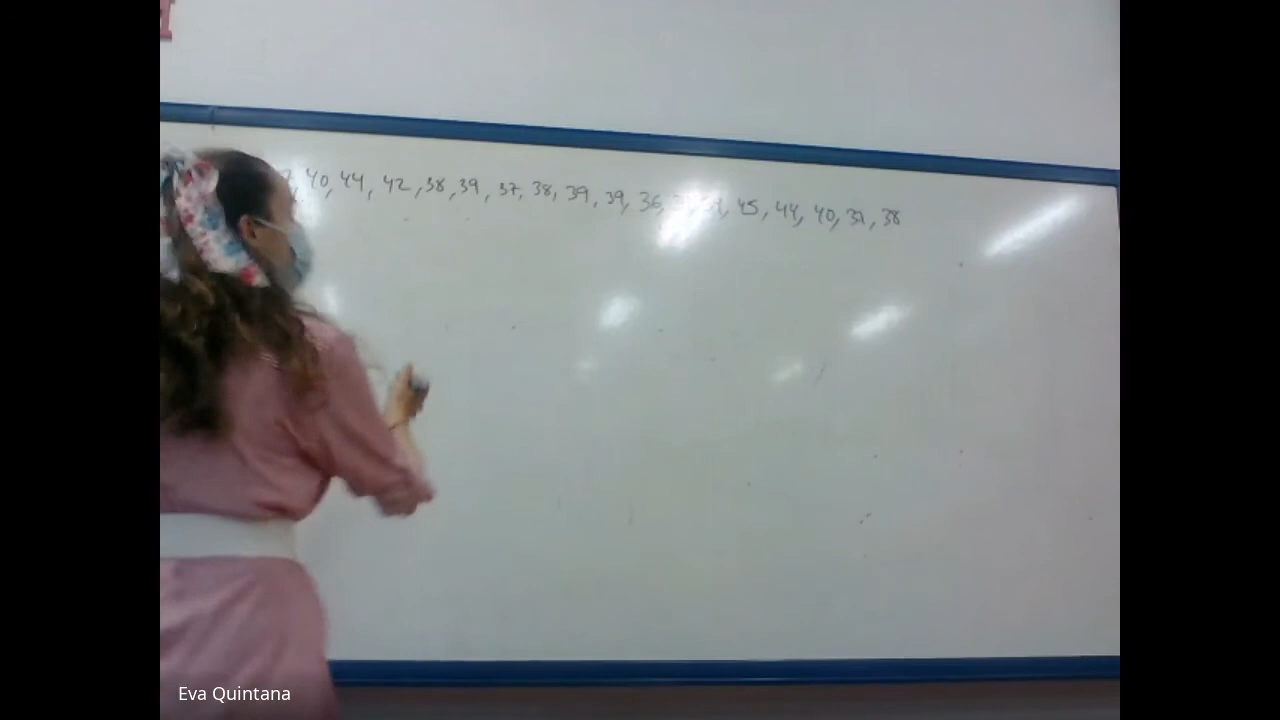 40, 44, 42, 38, 39, 37, 38, 39, 39, 36, 45, 44, 40, 37, 38
Eva Quintana